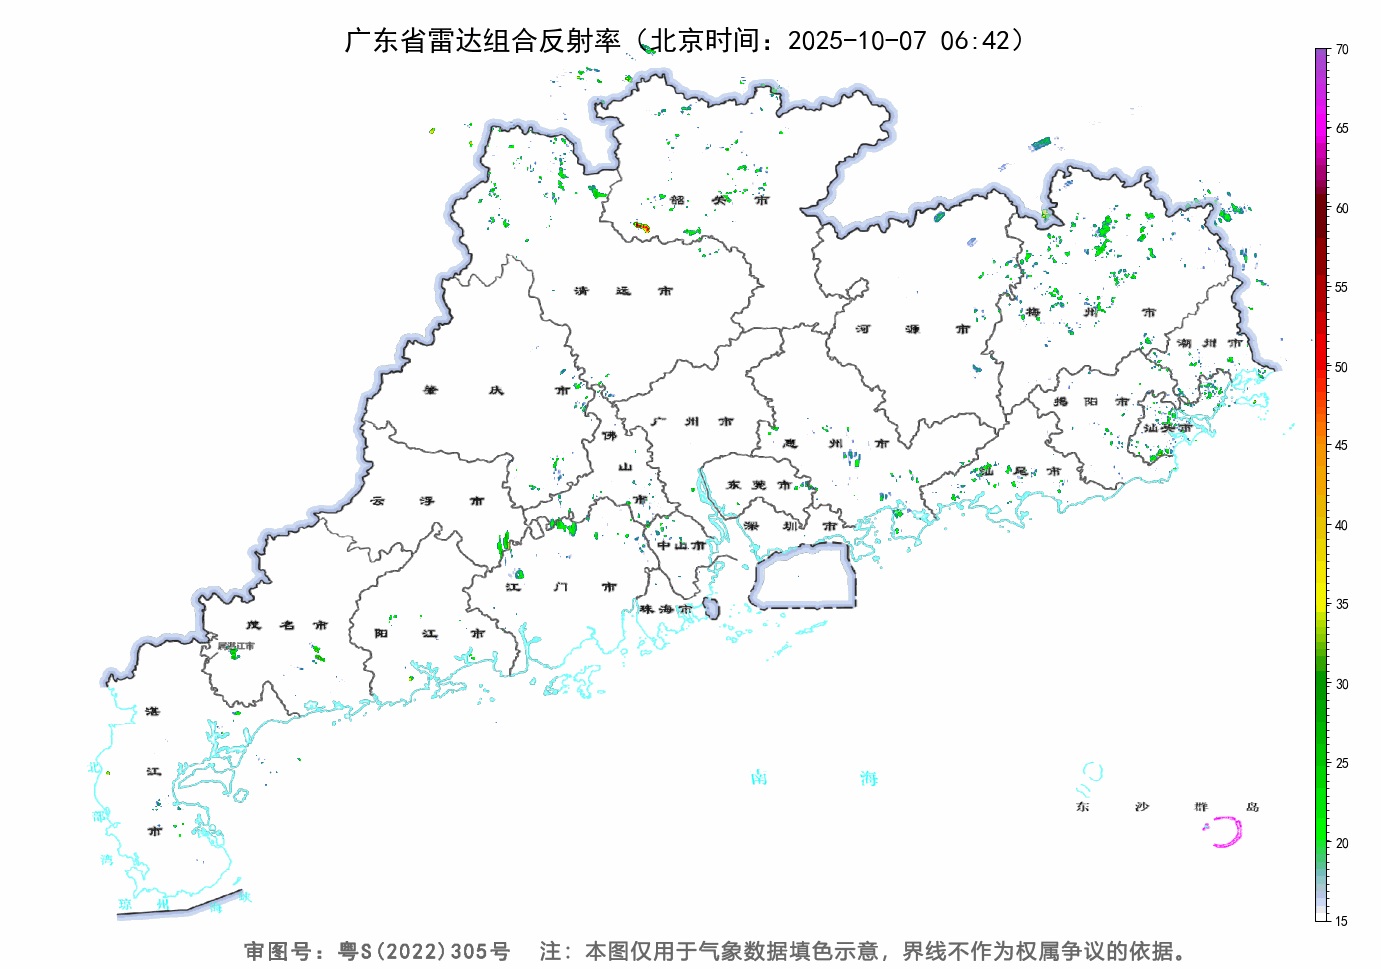 广东省雷达组合反射率（北京时间：2025-10-07 06:42）
70
65
60
55
50
45
40
35
30
25
20
15
韶关市
清远市
河源市
梅州市
潮州市
肇庆市
揭阳市
汕头市
广州市
佛山市
惠州市
汕尾市
东莞市
云浮市
深圳市
中山市
江门市
珠海市
茂名市
阳江市
属湛江市
湛江市
北部湾
南海
东沙群岛
琼州海峡
审图号：粤S(2022)305号 注：本图仅用于气象数据填色示意，界线不作为权属争议的依据。